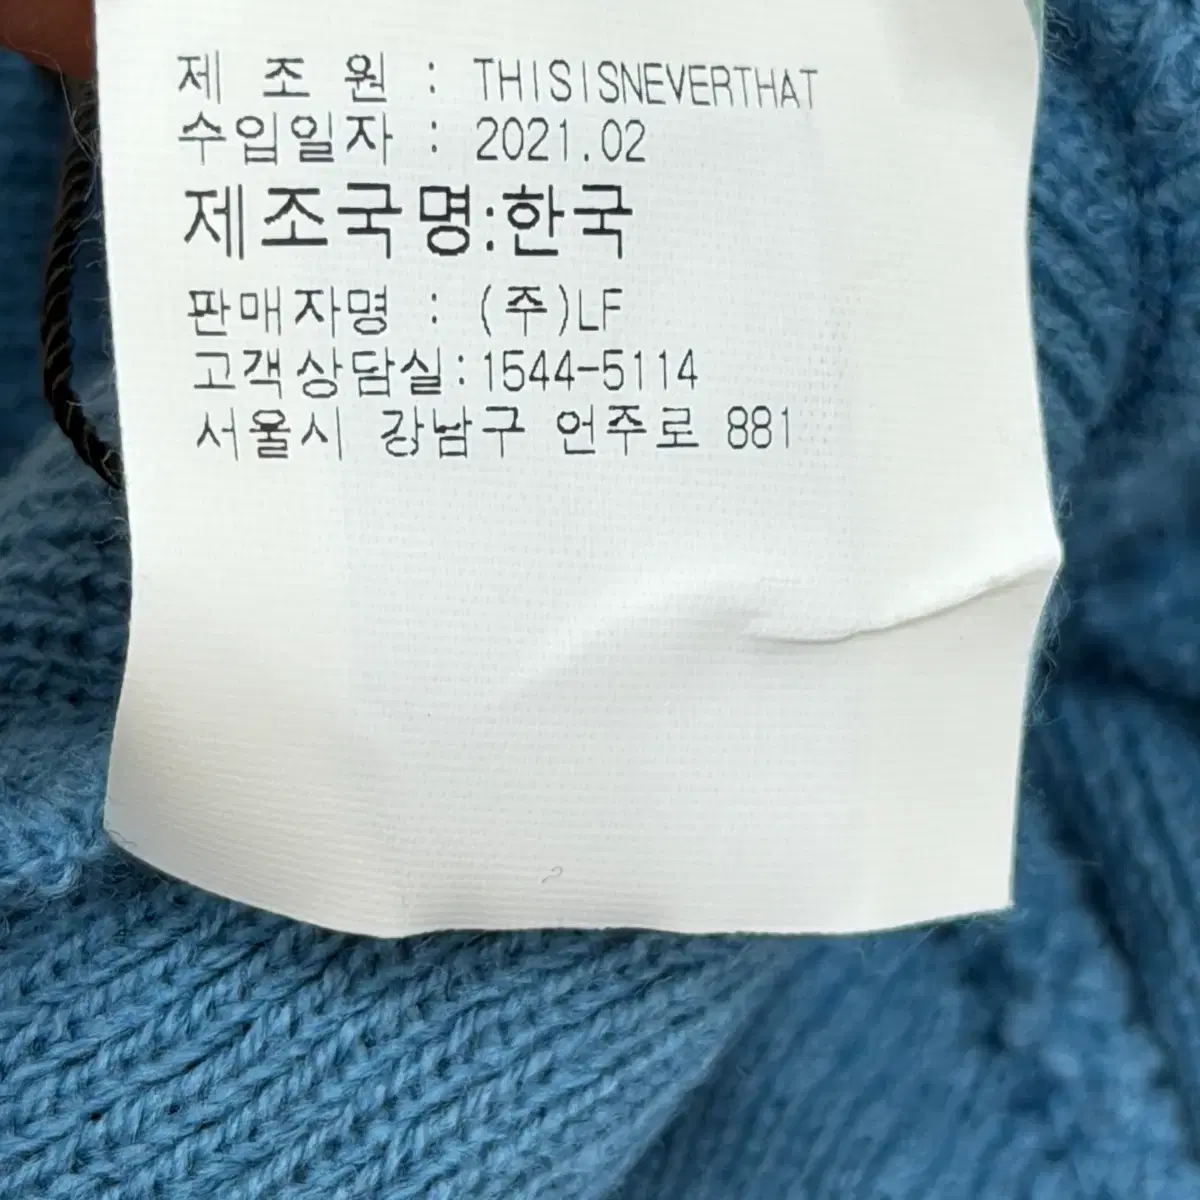 제 조 원 : THISISNEVERTHAT
수입일자 : 2021.02
제조국명:한국
판매자명 : (주)LF
고객상담실:1544-5114
서울시 강남구 언주로 881